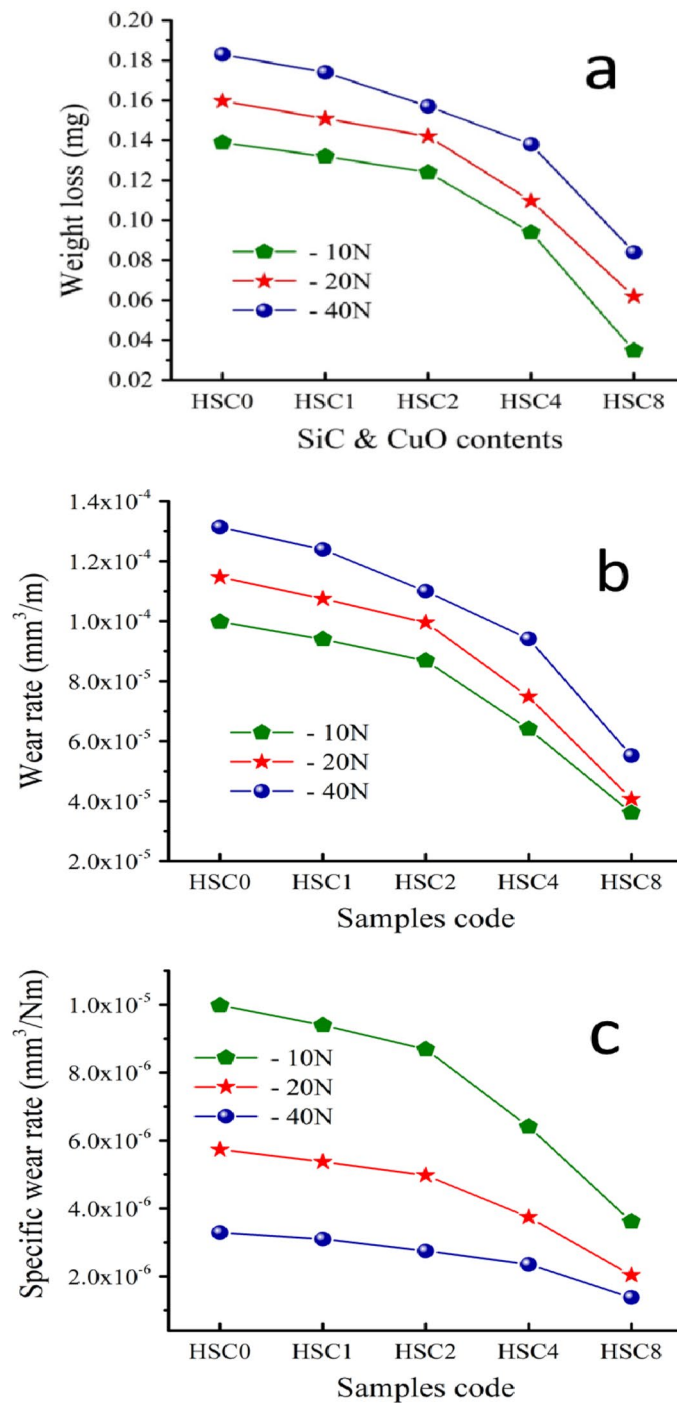 0.20
0.18
0.16
0.14
0.12
0.10
0.08
0.06
0.04
0.02
Weight loss (mg)
a
- 10N
- 20N
- 40N
HSC0 HSC1 HSC2 HSC4 HSC8
SiC & CuO contents
1.4x10⁻⁴
1.2x10⁻⁴
1.0x10⁻⁴
8.0x10⁻⁵
6.0x10⁻⁵
4.0x10⁻⁵
2.0x10⁻⁵
Wear rate (mm³/m)
b
- 10N
- 20N
- 40N
HSC0 HSC1 HSC2 HSC4 HSC8
Samples code
1.0x10⁻⁵
8.0x10⁻⁶
6.0x10⁻⁶
4.0x10⁻⁶
2.0x10⁻⁶
Specific wear rate (mm³/Nm)
c
- 10N
- 20N
- 40N
HSC0 HSC1 HSC2 HSC4 HSC8
Samples code